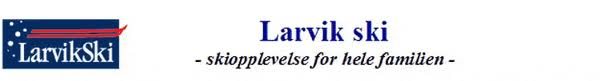 LarvikSki
Larvik ski
- skiopplevelse for hele familien -